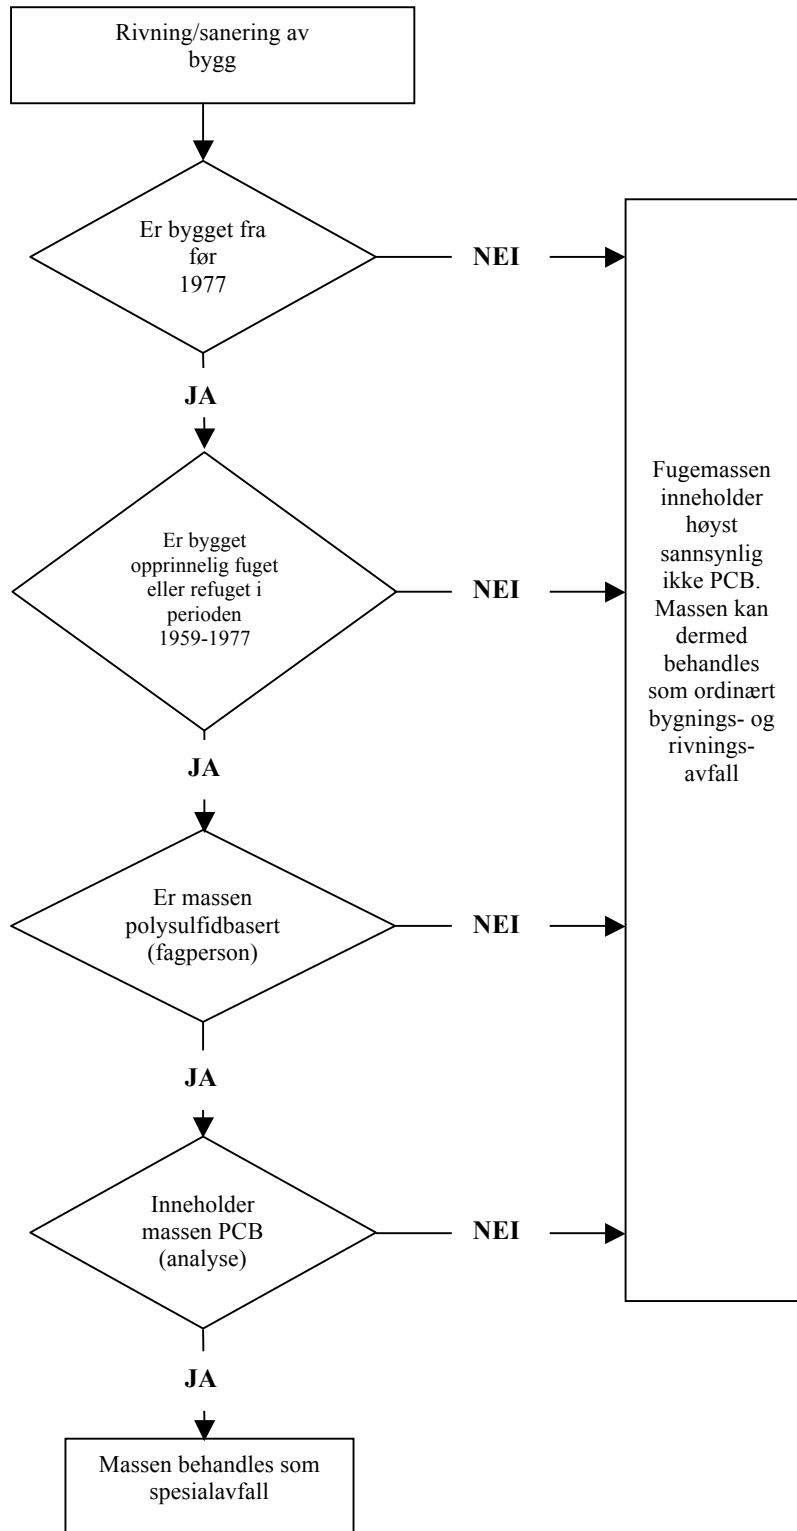 Rivning/sanering av
bygg
Er bygget fra
før
1977
NEI
JA
Er bygget
opprinnelig fuget
eller refuget i
perioden
1959-1977
NEI
JA
Er massen
polysulfidbasert
(fagperson)
NEI
JA
Inneholder
massen PCB
(analyse)
NEI
JA
Massen behandles som
spesialavfall
Fugemassen
inneholder
høyst
sannsynlig
ikke PCB.
Massen kan
dermed
behandles
som ordinært
bygnings- og
rivnings-
avfall